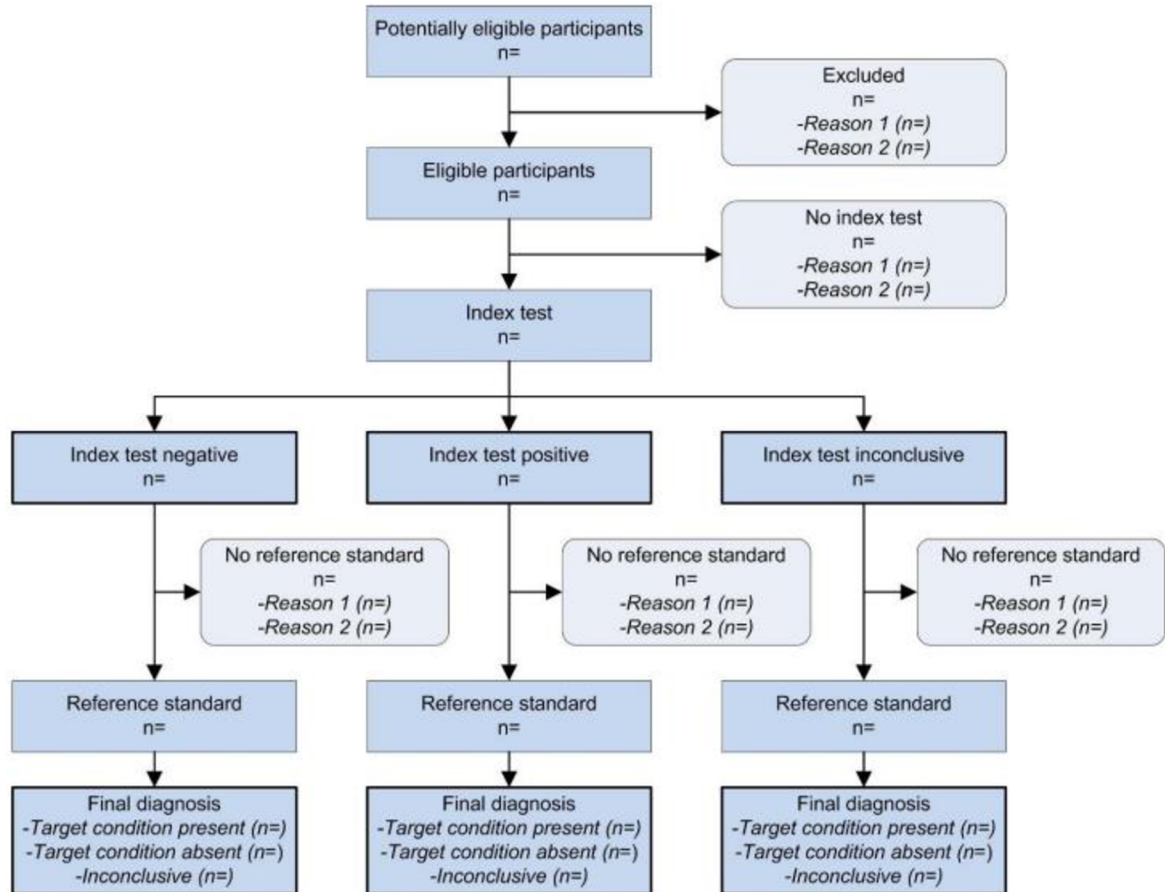 Potentially eligible participants
n=
Excluded
n=
-Reason 1 (n=)
-Reason 2 (n=)
Eligible participants
n=
No index test
n=
-Reason 1 (n=)
-Reason 2 (n=)
Index test
n=
Index test negative
n=
Index test positive
n=
Index test inconclusive
n=
No reference standard
n=
-Reason 1 (n=)
-Reason 2 (n=)
No reference standard
n=
-Reason 1 (n=)
-Reason 2 (n=)
No reference standard
n=
-Reason 1 (n=)
-Reason 2 (n=)
Reference standard
n=
Reference standard
n=
Reference standard
n=
Final diagnosis
-Target condition present (n=)
-Target condition absent (n=)
-Inconclusive (n=)
Final diagnosis
-Target condition present (n=)
-Target condition absent (n=)
-Inconclusive (n=)
Final diagnosis
-Target condition present (n=)
-Target condition absent (n=)
-Inconclusive (n=)